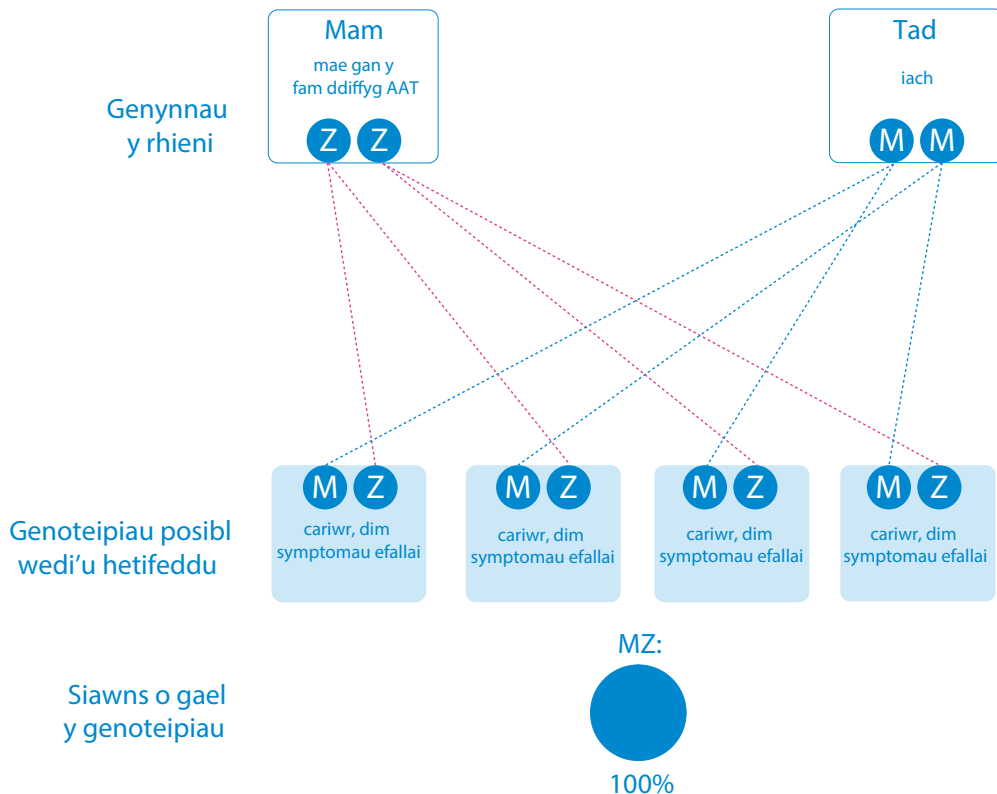 Mam
mae gan y
fam ddiffyg AAT
Z Z
Tad
iach
M M
Genynnau
y rhieni
M Z
cariwr, dim
symptomau efallai
M Z
cariwr, dim
symptomau efallai
M Z
cariwr, dim
symptomau efallai
M Z
cariwr, dim
symptomau efallai
Genoteipiau posibl
wedi’u hetifeddu
MZ:
100%
Siawns o gael
y genoteipiau